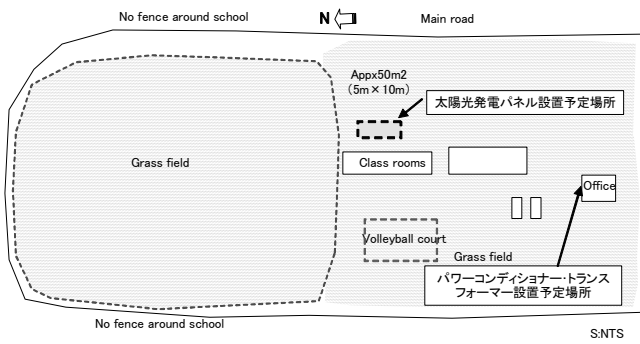 No fence around school
N
Main road
Appx50m2
(5m×10m)
太陽光発電パネル設置予定場所
Grass field
Class rooms
Office
Volleyball court
Grass field
パワーコンディショナー・トランス
フォーマー設置予定場所
No fence around school
S:NTS